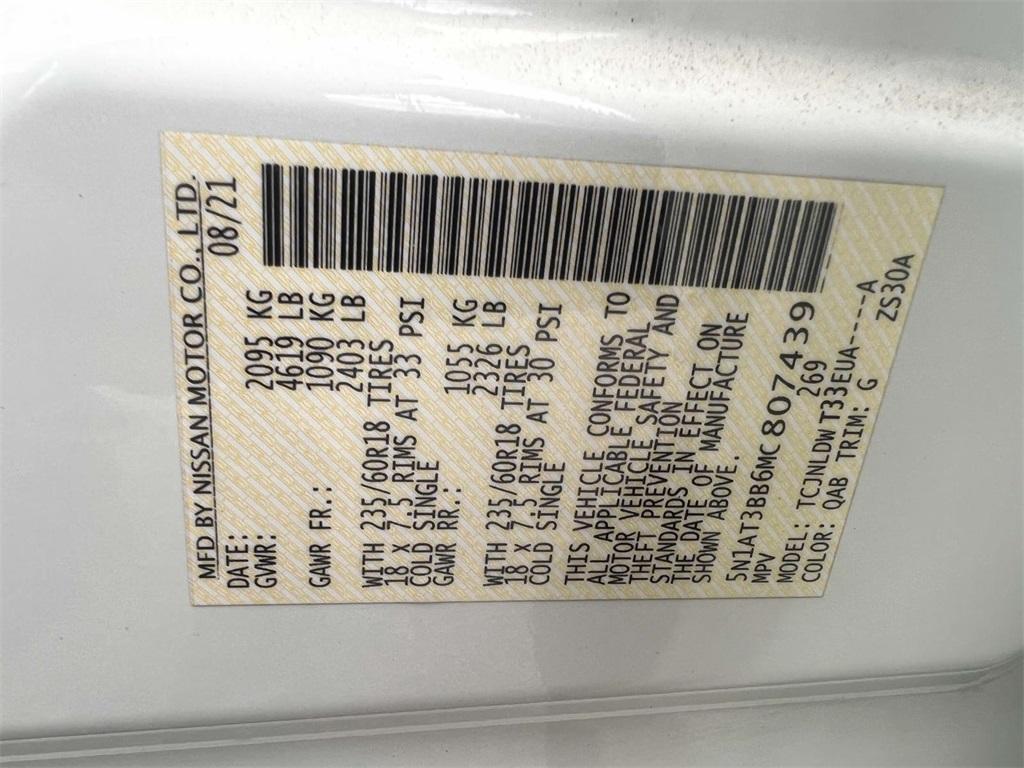 MFD BY NISSAN MOTOR CO., LTD.
DATE: 08/21
GVWR: 2095 KG
4619 LB
GAWR FR.: 1090 KG
2403 LB
WITH 235/60R18 TIRES
18 X 7.5 RIMS AT 33 PSI
COLD SINGLE
GAWR RR.: 1055 KG
2326 LB
WITH 235/60R18 TIRES
18 X 7.5 RIMS AT 30 PSI
COLD SINGLE
THIS VEHICLE CONFORMS TO
ALL APPLICABLE FEDERAL
MOTOR VEHICLE SAFETY AND
THEFT PREVENTION
STANDARDS IN EFFECT ON
THE DATE OF MANUFACTURE
SHOWN ABOVE.
5N1AT3BB6MC807439
MPV 269
MODEL: TCJNLDWT33EUA-----A
COLOR: QAB TRIM: G ZS30A